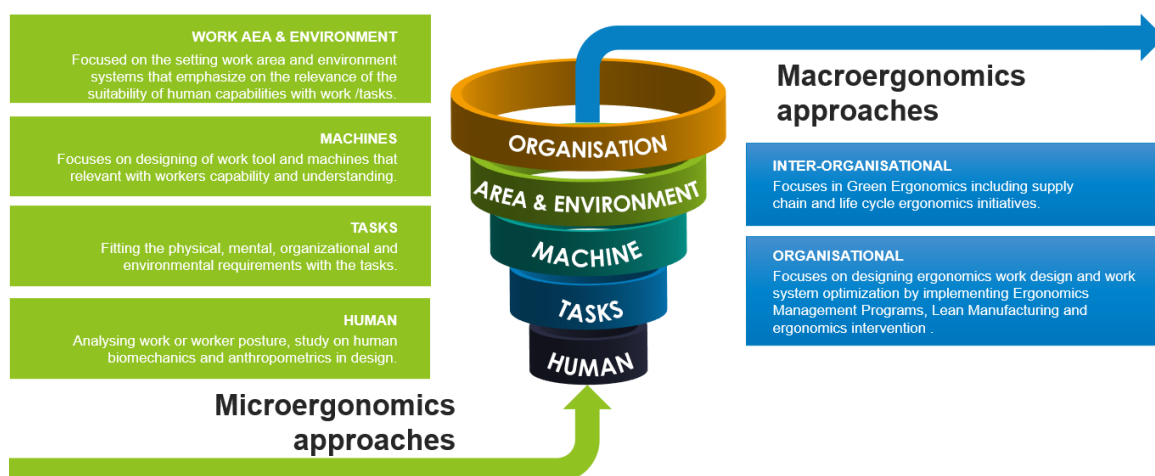 WORK AEA & ENVIRONMENT
Focused on the setting work area and environment
systems that emphasize on the relevance of the
suitability of human capabilities with work /tasks.
MACHINES
Focuses on designing of work tool and machines that
relevant with workers capability and understanding.
TASKS
Fitting the physical, mental, organizational and
environmental requirements with the tasks.
HUMAN
Analysing work or worker posture, study on human
biomechanics and anthropometrics in design.
Microergonomics
approaches
ORGANISATION
AREA & ENVIRONMENT
MACHINE
TASKS
HUMAN
Macroergonomics
approaches
INTER-ORGANISATIONAL
Focuses in Green Ergonomics including supply
chain and life cycle ergonomics initiatives.
ORGANISATIONAL
Focuses on designing ergonomics work design and work
system optimization by implementing Ergonomics
Management Programs, Lean Manufacturing and
ergonomics intervention .